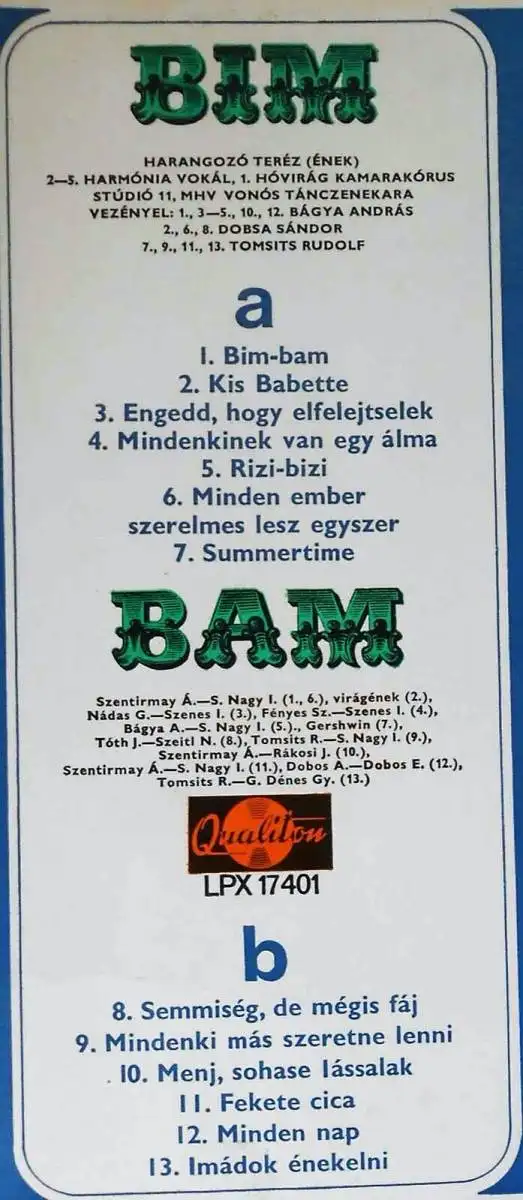 BIM
HARANGOZÓ TERÉZ (ÉNEK)
2—5. HARMÓNIA VOKÁL, 1. HÓVIRÁG KAMARAKÓRUS
STÚDIÓ 11, MHV VONÓS TÁNCZENEKARA
VEZÉNYEL: 1., 3—5., 10., 12. BÁGYA ANDRÁS
2., 6., 8. DOBSA SÁNDOR
7., 9., 11., 13. TOMSITS RUDOLF
a
1. Bim-bam
2. Kis Babette
3. Engedd, hogy elfelejtselek
4. Mindenkinek van egy álma
5. Rizi-bizi
6. Minden ember
szerelmes lesz egyszer
7. Summertime
BAM
Szentirmay Á.—S. Nagy I. (1., 6.), virágének (2.),
Nádas G.—Szenes I. (3.), Fényes Sz.—Szenes I. (4.),
Bágya A.—S. Nagy I. (5.)., Gershwin (7.),
Tóth J.—Szeitl N. (8.), Tomsits R.—S. Nagy I. (9.),
Szentirmay Á.—Rákosi J. (10.),
Szentirmay Á.—S. Nagy I. (11.), Dobos A.—Dobos E. (12.),
Tomsits R.—G. Dénes Gy. (13.)
Qualiton
LPX 17401
b
8. Semmiség, de mégis fáj
9. Mindenki más szeretne lenni
10. Menj, sohase lássalak
11. Fekete cica
12. Minden nap
13. Imádok énekelni